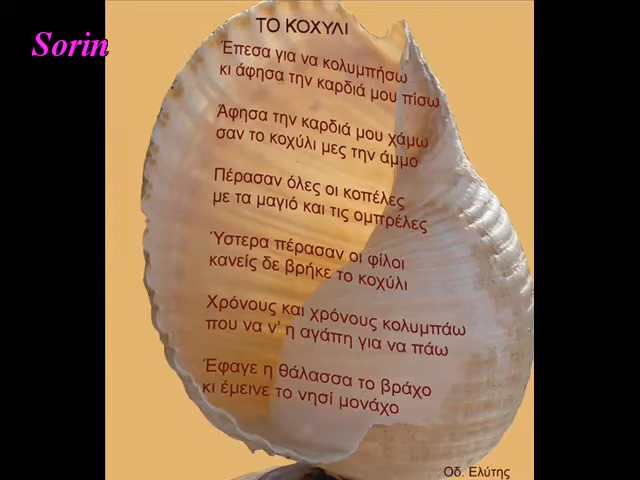 Sorin
ΤΟ ΚΟΧΥΛΙ
Έπεσα για να κολυμπήσω
κι άφησα την καρδιά μου πίσω
Άφησα την καρδιά μου χάμω
σαν το κοχύλι μες την άμμο
Πέρασαν όλες οι κοπέλες
με τα μαγιό και τις ομπρέλες
Ύστερα πέρασαν οι φίλοι
κανείς δε βρήκε το κοχύλι
Χρόνους και χρόνους κολυμπάω
που να ν' η αγάπη για να πάω
Έφαγε η θάλασσα το βράχο
κι έμεινε το νησί μονάχο
Οδ. Ελύτης